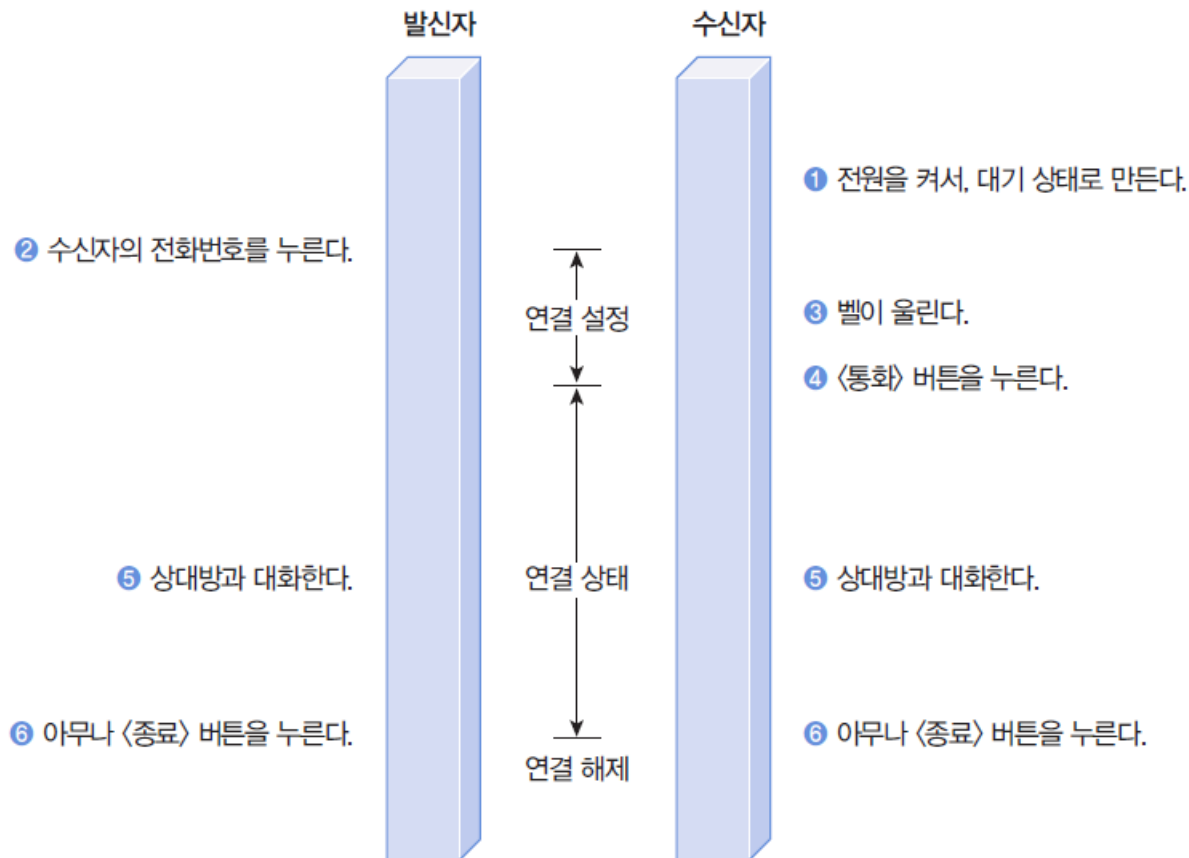 발신자
수신자
❶ 전원을 켜서, 대기 상태로 만든다.
❷ 수신자의 전화번호를 누른다.
연결 설정
❸ 벨이 울린다.
❹ 〈통화〉 버튼을 누른다.
❺ 상대방과 대화한다.
연결 상태
❺ 상대방과 대화한다.
❻ 아무나 〈종료〉 버튼을 누른다.
❻ 아무나 〈종료〉 버튼을 누른다.
연결 해제